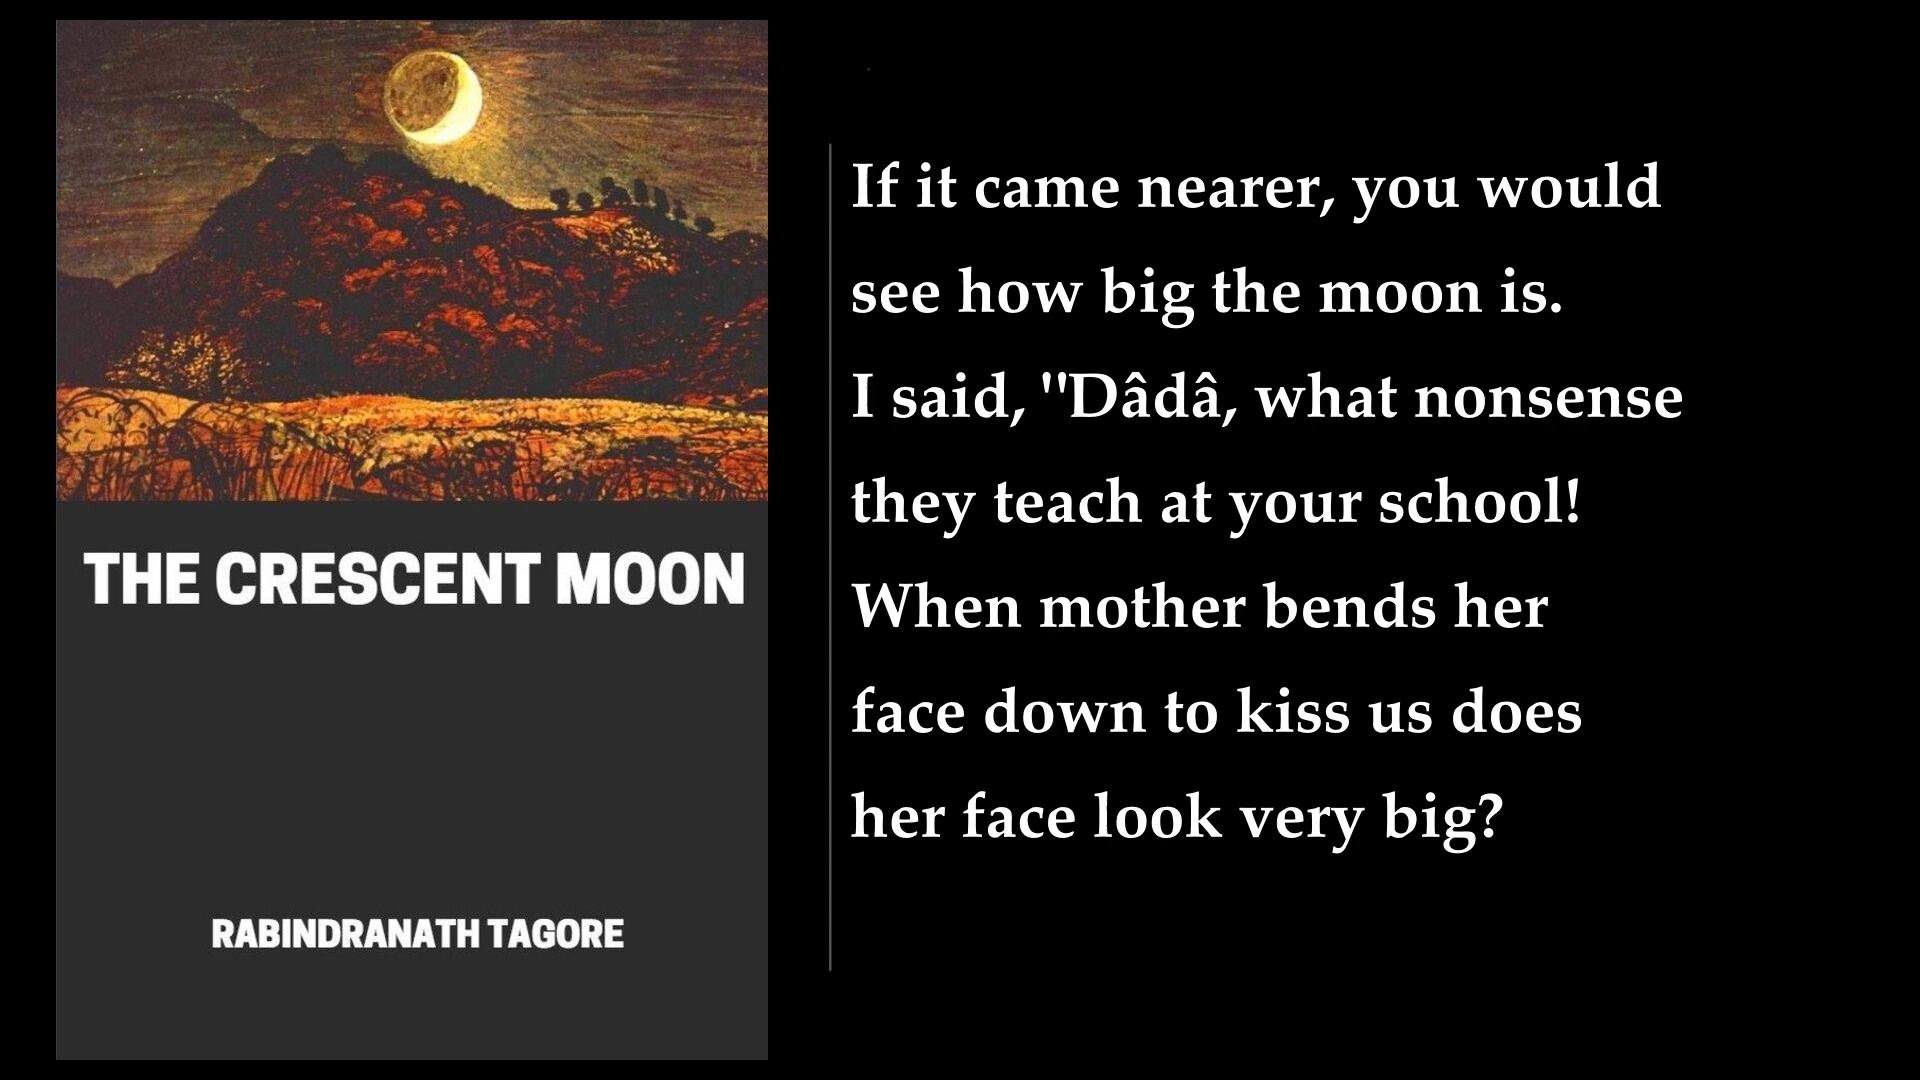 THE CRESCENT MOON
RABINDRANATH TAGORE
If it came nearer, you would
see how big the moon is.
I said, "Dâdâ, what nonsense
they teach at your school!
When mother bends her
face down to kiss us does
her face look very big?